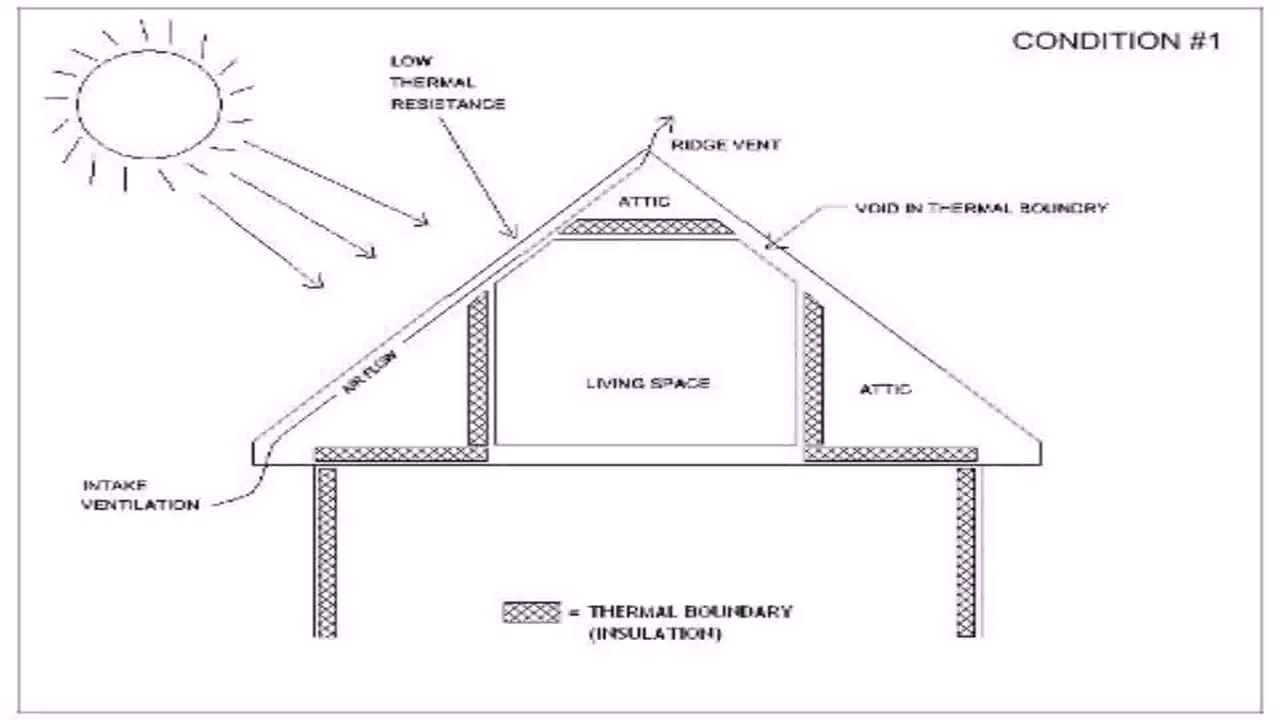 CONDITION #1
LOW
THERMAL
RESISTANCE
RIDGE VENT
ATTIC
VOID IN THERMAL BOUNDRY
AIR FLOW
LIVING SPACE
ATTIC
INTAKE
VENTILATION
= THERMAL BOUNDARY
(INSULATION)